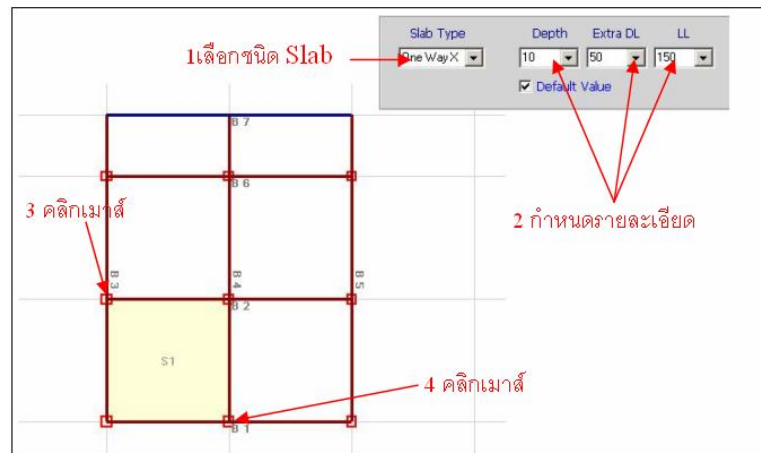 Slab Type Depth Extra DL LL
1เลือกชนิด Slab
One Way X 10 50 150
Default Value
B 7
B 6
3 คลิกเมาส์
2 กำหนดรายละเอียด
B 3 B 4 B 5
B 2
S1
4 คลิกเมาส์
B 1